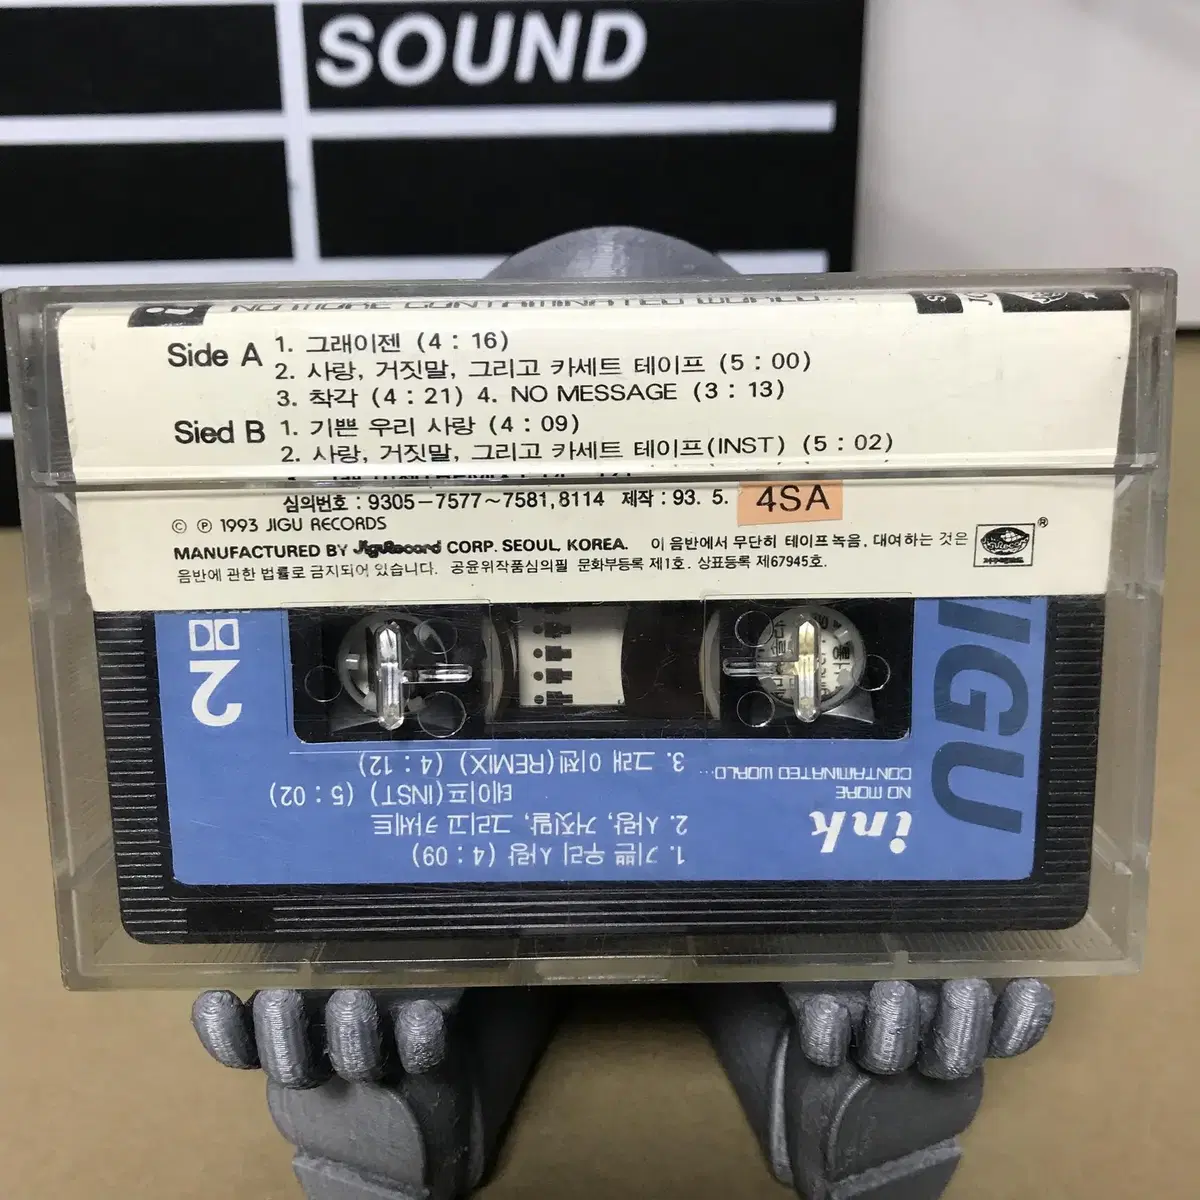 SOUND
NO MORE CONTAMINATED WORLD...
Side A 1. 그래이젠 (4 : 16)
2. 사랑, 거짓말, 그리고 카세트 테이프 (5 : 00)
3. 착각 (4 : 21) 4. NO MESSAGE (3 : 13)
Sied B 1. 기쁜 우리 사랑 (4 : 09)
2. 사랑, 거짓말, 그리고 카세트 테이프(INST) (5 : 02)
심의번호 : 9305-7577~7581,8114 제작 : 93. 5. 4SA
© ℗ 1993 JIGU RECORDS
MANUFACTURED BY JiguRecord CORP. SEOUL, KOREA. 이 음반에서 무단히 테이프 녹음, 대여하는 것은
음반에 관한 법률로 금지되어 있습니다. 공윤위작품심의필 문화부등록 제1호. 상표등록 제67945호.
JIGU
2
ink
NO MORE
CONTAMINATED WORLD...
1. 기쁜 우리 사랑 (4 : 09)
2. 사랑, 거짓말, 그리고 카세트
테이프(INST) (5 : 02)
3. 그래 이젠(REMIX) (4 : 12)